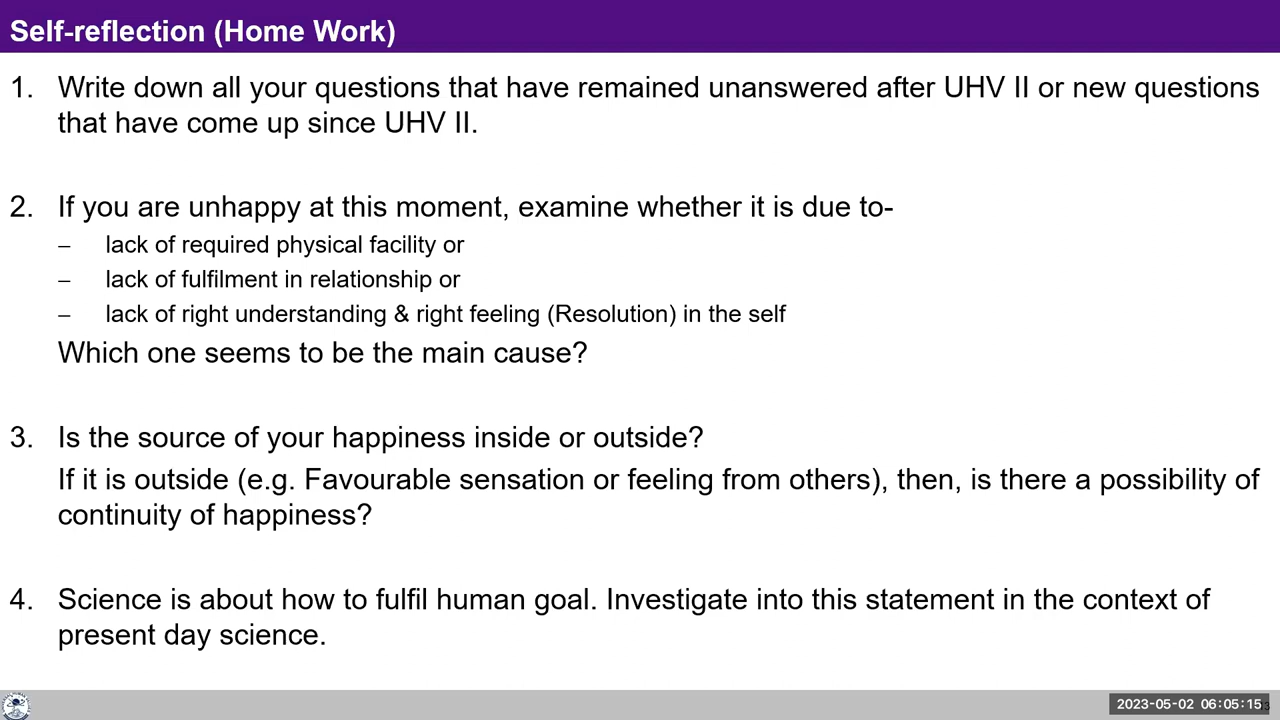 Self-reflection (Home Work)
1. Write down all your questions that have remained unanswered after UHV II or new questions
that have come up since UHV II.
2. If you are unhappy at this moment, examine whether it is due to-
– lack of required physical facility or
– lack of fulfilment in relationship or
– lack of right understanding & right feeling (Resolution) in the self
Which one seems to be the main cause?
3. Is the source of your happiness inside or outside?
If it is outside (e.g. Favourable sensation or feeling from others), then, is there a possibility of
continuity of happiness?
4. Science is about how to fulfil human goal. Investigate into this statement in the context of
present day science.
2023-05-02 06:05:15